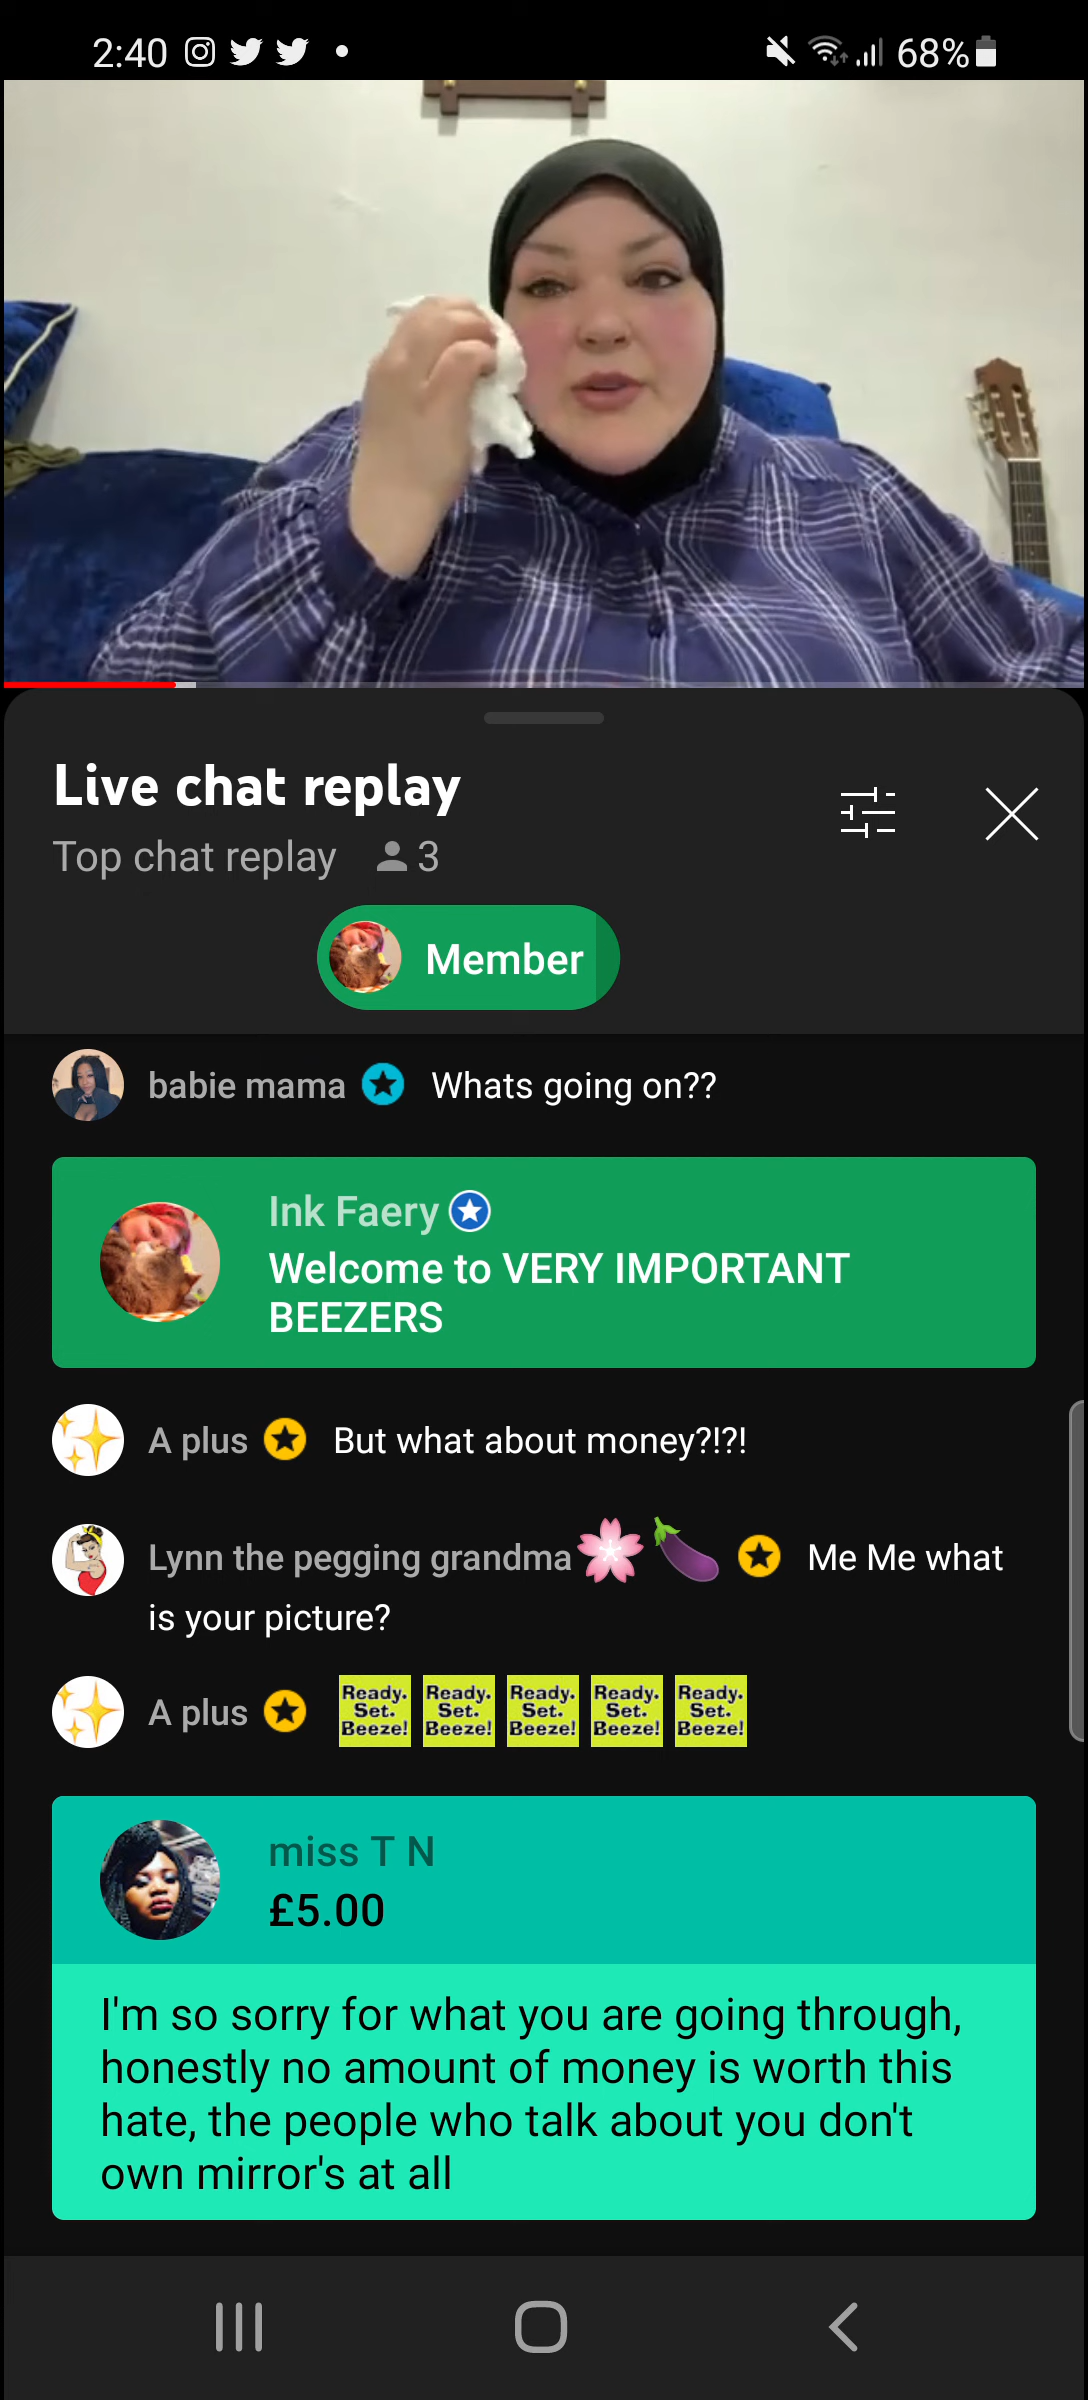 2:40
68%
Live chat replay
Top chat replay 3
Member
babie mama Whats going on??
Ink Faery
Welcome to VERY IMPORTANT
BEEZERS
A plus But what about money?!?!
Lynn the pegging grandma🌸🍆 Me Me what
is your picture?
A plus
Ready. Ready. Ready. Ready. Ready.
Set. Set. Set. Set. Set.
Beeze! Beeze! Beeze! Beeze! Beeze!
miss T N
£5.00
I'm so sorry for what you are going through,
honestly no amount of money is worth this
hate, the people who talk about you don't
own mirror's at all